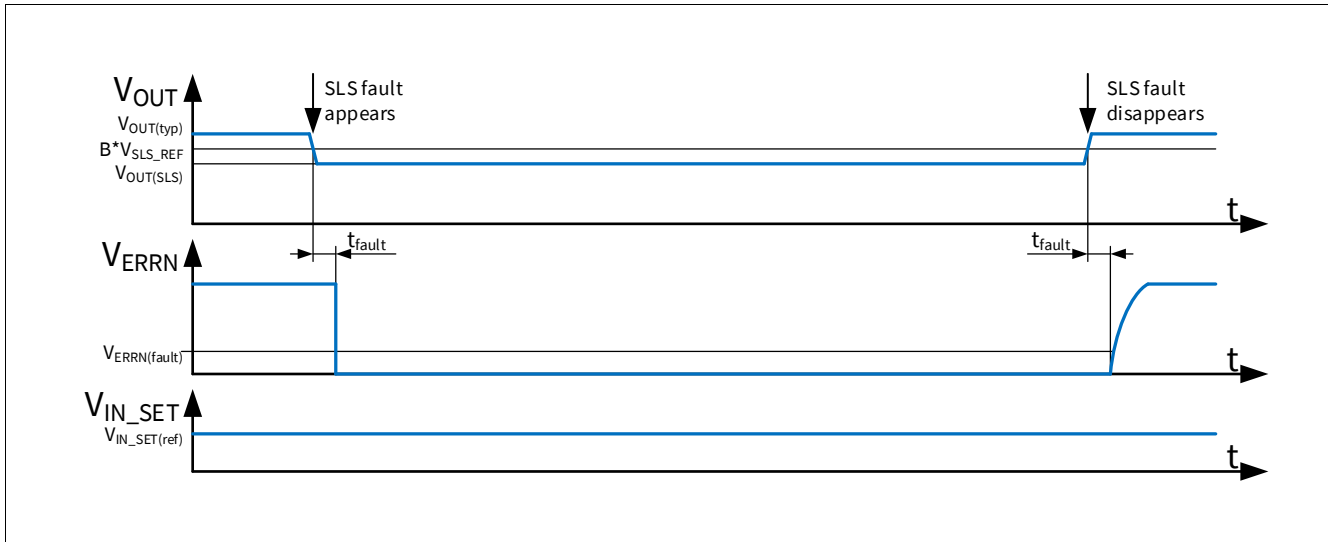 VOUT
SLS fault
appears
SLS fault
disappears
VOUT(typ)
B*VSLS_REF
VOUT(SLS)
t
VERRN
tfault
tfault
VERRN(fault)
t
VIN_SET
VIN_SET(ref)
t